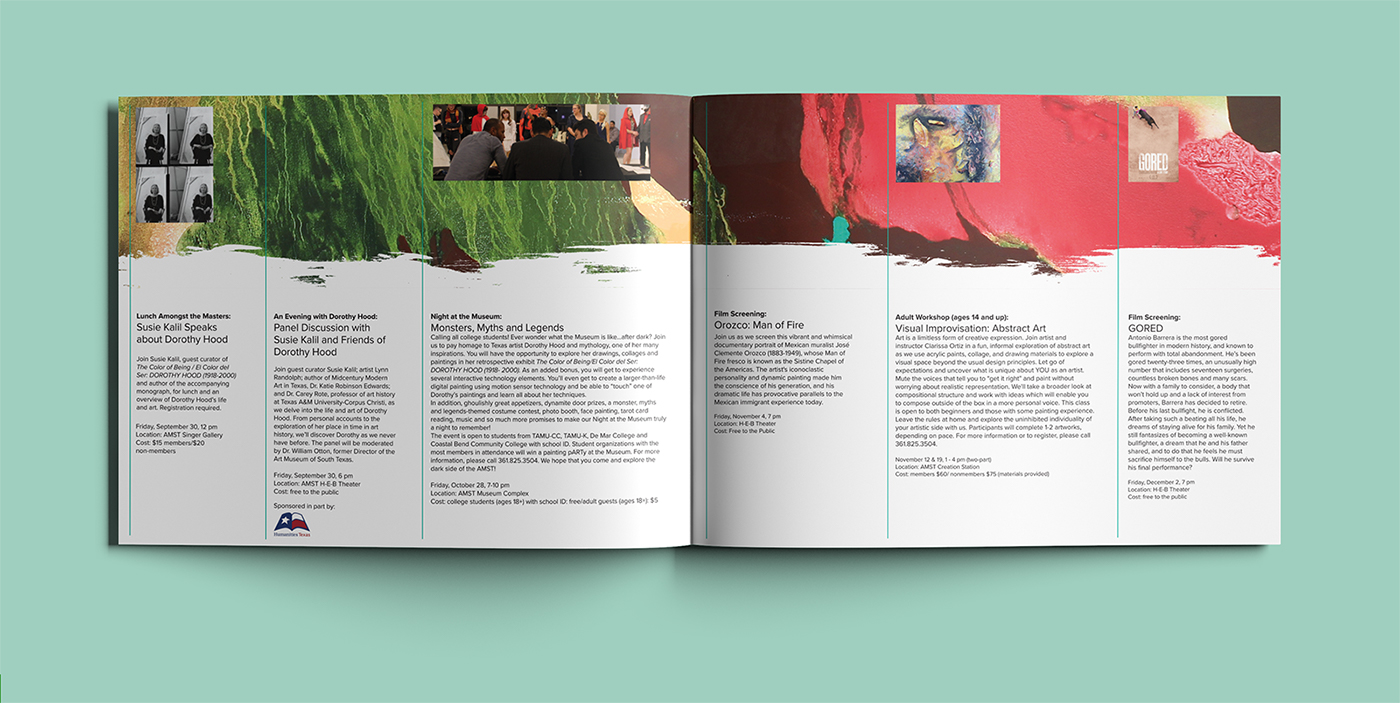 Lunch Amongst the Masters:
Susie Kalil Speaks
about Dorothy Hood
Join Susie Kalil, guest curator of
The Color of Being / El Color del
Ser: DOROTHY HOOD (1918-2000)
and author of the accompanying
monograph, for lunch and an
overview of Dorothy Hood's life
and art. Registration required.
Friday, September 30, 12 pm
Location: AMST Singer Gallery
Cost: $15 members/$20
non-members
An Evening with Dorothy Hood:
Panel Discussion with
Susie Kalil and Friends of
Dorothy Hood
Join guest curator Susie Kalil; artist Lynn
Randolph; author of Midcentury Modern
Art in Texas, Dr. Katie Robinson Edwards;
and Dr. Carey Rote, professor of art history
at Texas A&M University-Corpus Christi, as
we delve into the life and art of Dorothy
Hood. From personal accounts to the
exploration of her place in time in art
history, we'll discover Dorothy as we never
have before. The panel will be moderated
by Dr. William Otton, former Director of the
Art Museum of South Texas.
Friday, September 30, 6 pm
Location: AMST H-E-B Theater
Cost: free to the public
Sponsored in part by:
Humanities Texas
Night at the Museum:
Monsters, Myths and Legends
Calling all college students! Ever wonder what the Museum is like...after dark? Join
us to pay homage to Texas artist Dorothy Hood and mythology, one of her many
inspirations. You will have the opportunity to explore her drawings, collages and
paintings in her retrospective exhibit The Color of Being/El Color del Ser:
DOROTHY HOOD (1918- 2000). As an added bonus, you will get to experience
several interactive technology elements. You'll even get to create a larger-than-life
digital painting using motion sensor technology and be able to "touch" one of
Dorothy's paintings and learn all about her techniques.
In addition, ghoulishly great appetizers, dynamite door prizes, a monster, myths
and legends-themed costume contest, photo booth, face painting, tarot card
reading, music and so much more promises to make our Night at the Museum truly
a night to remember!
The event is open to students from TAMU-CC, TAMU-K, De Mar College and
Coastal Bend Community College with school ID. Student organizations with the
most members in attendance will win a painting pARTy at the Museum. For more
information, please call 361.825.3504. We hope that you come and explore the
dark side of the AMST!
Friday, October 28, 7-10 pm
Location: AMST Museum Complex
Cost: college students (ages 18+) with school ID: free/adult guests (ages 18+): $5
Film Screening:
Orozco: Man of Fire
Join us as we screen this vibrant and whimsical
documentary portrait of Mexican muralist José
Clemente Orozco (1883-1949), whose Man of
Fire fresco is known as the Sistine Chapel of
the Americas. The artist's iconoclastic
personality and dynamic painting made him
the conscience of his generation, and his
dramatic life has provocative parallels to the
Mexican immigrant experience today.
Friday, November 4, 7 pm
Location: H-E-B Theater
Cost: Free to the Public
Adult Workshop (ages 14 and up):
Visual Improvisation: Abstract Art
Art is a limitless form of creative expression. Join artist and
instructor Clarissa Ortiz in a fun, informal exploration of abstract art
as we use acrylic paints, collage, and drawing materials to explore a
visual space beyond the usual design principles. Let go of
expectations and uncover what is unique about YOU as an artist.
Mute the voices that tell you to "get it right" and paint without
worrying about realistic representation. We'll take a broader look at
compositional structure and work with ideas which will enable you
to compose outside of the box in a more personal voice. This class
is open to both beginners and those with some painting experience.
Leave the rules at home and explore the uninhibited individuality of
your artistic side with us. Participants will complete 1-2 artworks,
depending on pace. For more information or to register, please call
361.825.3504.
November 12 & 19, 1 - 4 pm (two-part)
Location: AMST Creation Station
Cost: members $60/ nonmembers $75 (materials provided)
GORED
Film Screening:
GORED
Antonio Barrera is the most gored
bullfighter in modern history, and known to
perform with total abandonment. He's been
gored twenty-three times, an unusually high
number that includes seventeen surgeries,
countless broken bones and many scars.
Now with a family to consider, a body that
won't hold up and a lack of interest from
promoters, Barrera has decided to retire.
Before his last bullfight, he is conflicted.
After taking such a beating all his life, he
dreams of staying alive for his family. Yet he
still fantasizes of becoming a well-known
bullfighter, a dream that he and his father
shared, and to do that he feels he must
sacrifice himself to the bulls. Will he survive
his final performance?
Friday, December 2, 7 pm
Location: H-E-B Theater
Cost: free to the public